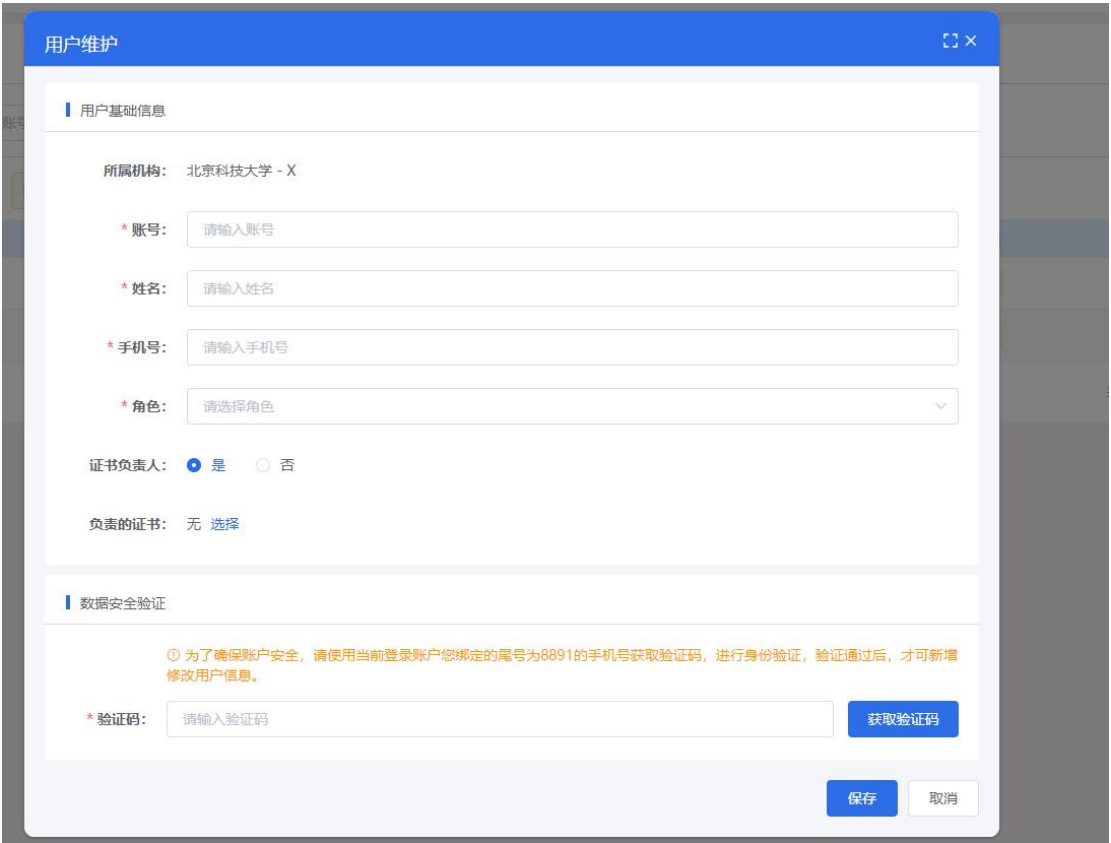 用户维护
用户基础信息
账号
所属机构： 北京科技大学 - X
* 账号： 请输入账号
* 姓名： 请输入姓名
* 手机号： 请输入手机号
* 角色： 请选择角色
证书负责人： 是 否
负责的证书： 无 选择
数据安全验证
为了确保账户安全，请使用当前登录账户您绑定的尾号为8891的手机号获取验证码，进行身份验证，验证通过后，才可新增
修改用户信息。
* 验证码： 请输入验证码 获取验证码
保存 取消